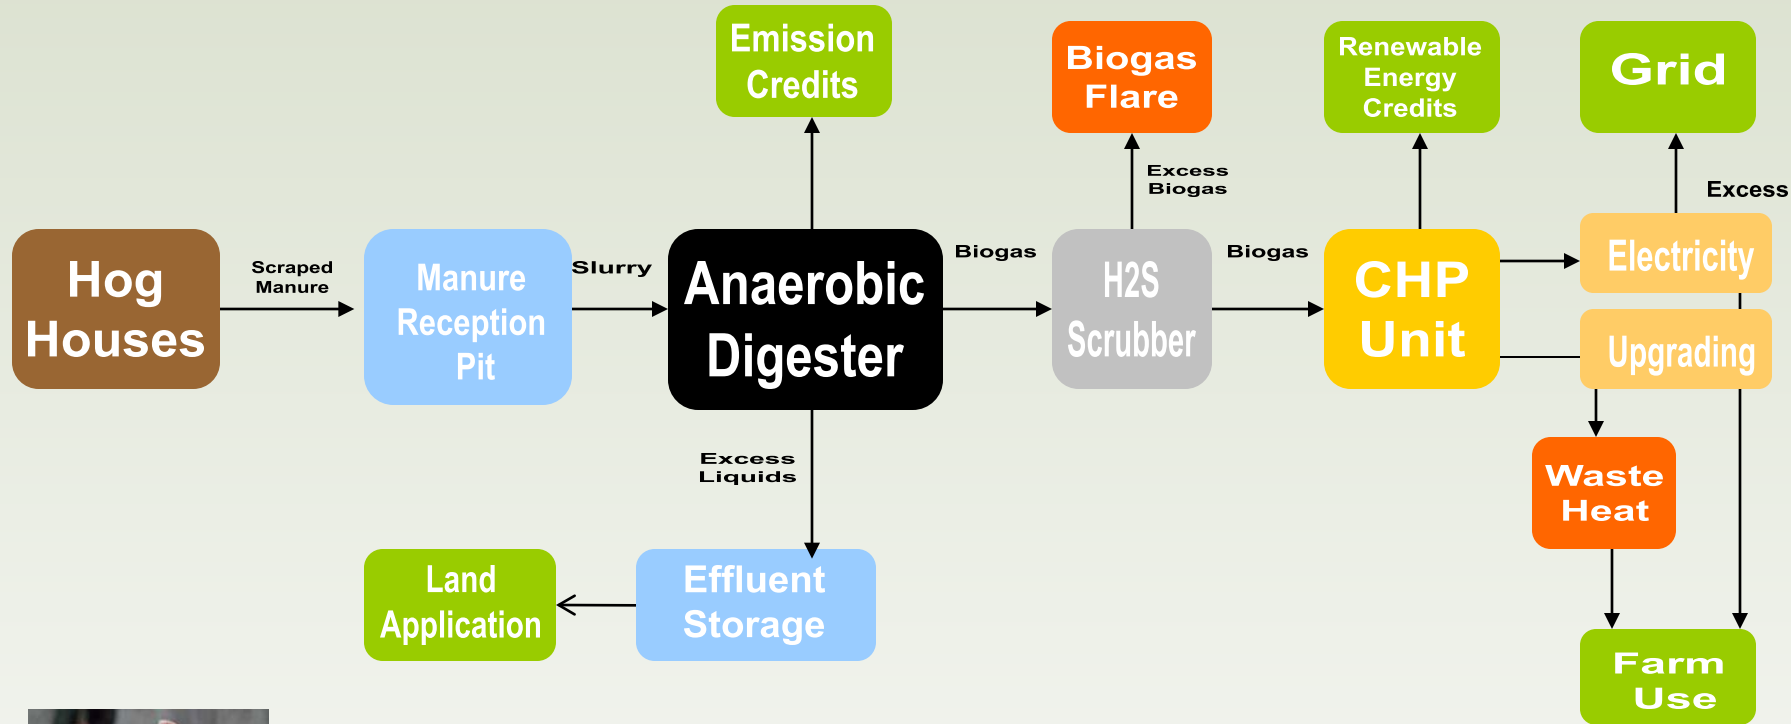 Emission
Credits
Biogas
Flare
Renewable
Energy
Credits
Grid
Excess
Biogas
Excess
Hog
Houses
Scraped
Manure
Manure
Reception
Pit
Slurry
Anaerobic
Digester
Biogas
H2S
Scrubber
Biogas
CHP
Unit
Electricity
Upgrading
Excess
Liquids
Waste
Heat
Land
Application
Effluent
Storage
Farm
Use